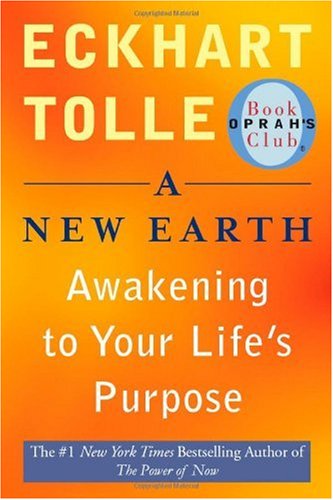 ECKHART
TOLLE
Book
OPRAH'S
Club®
A
NEW EARTH
Awakening
to Your Life's
Purpose
The #1 New York Times Bestselling Author of
The Power of Now